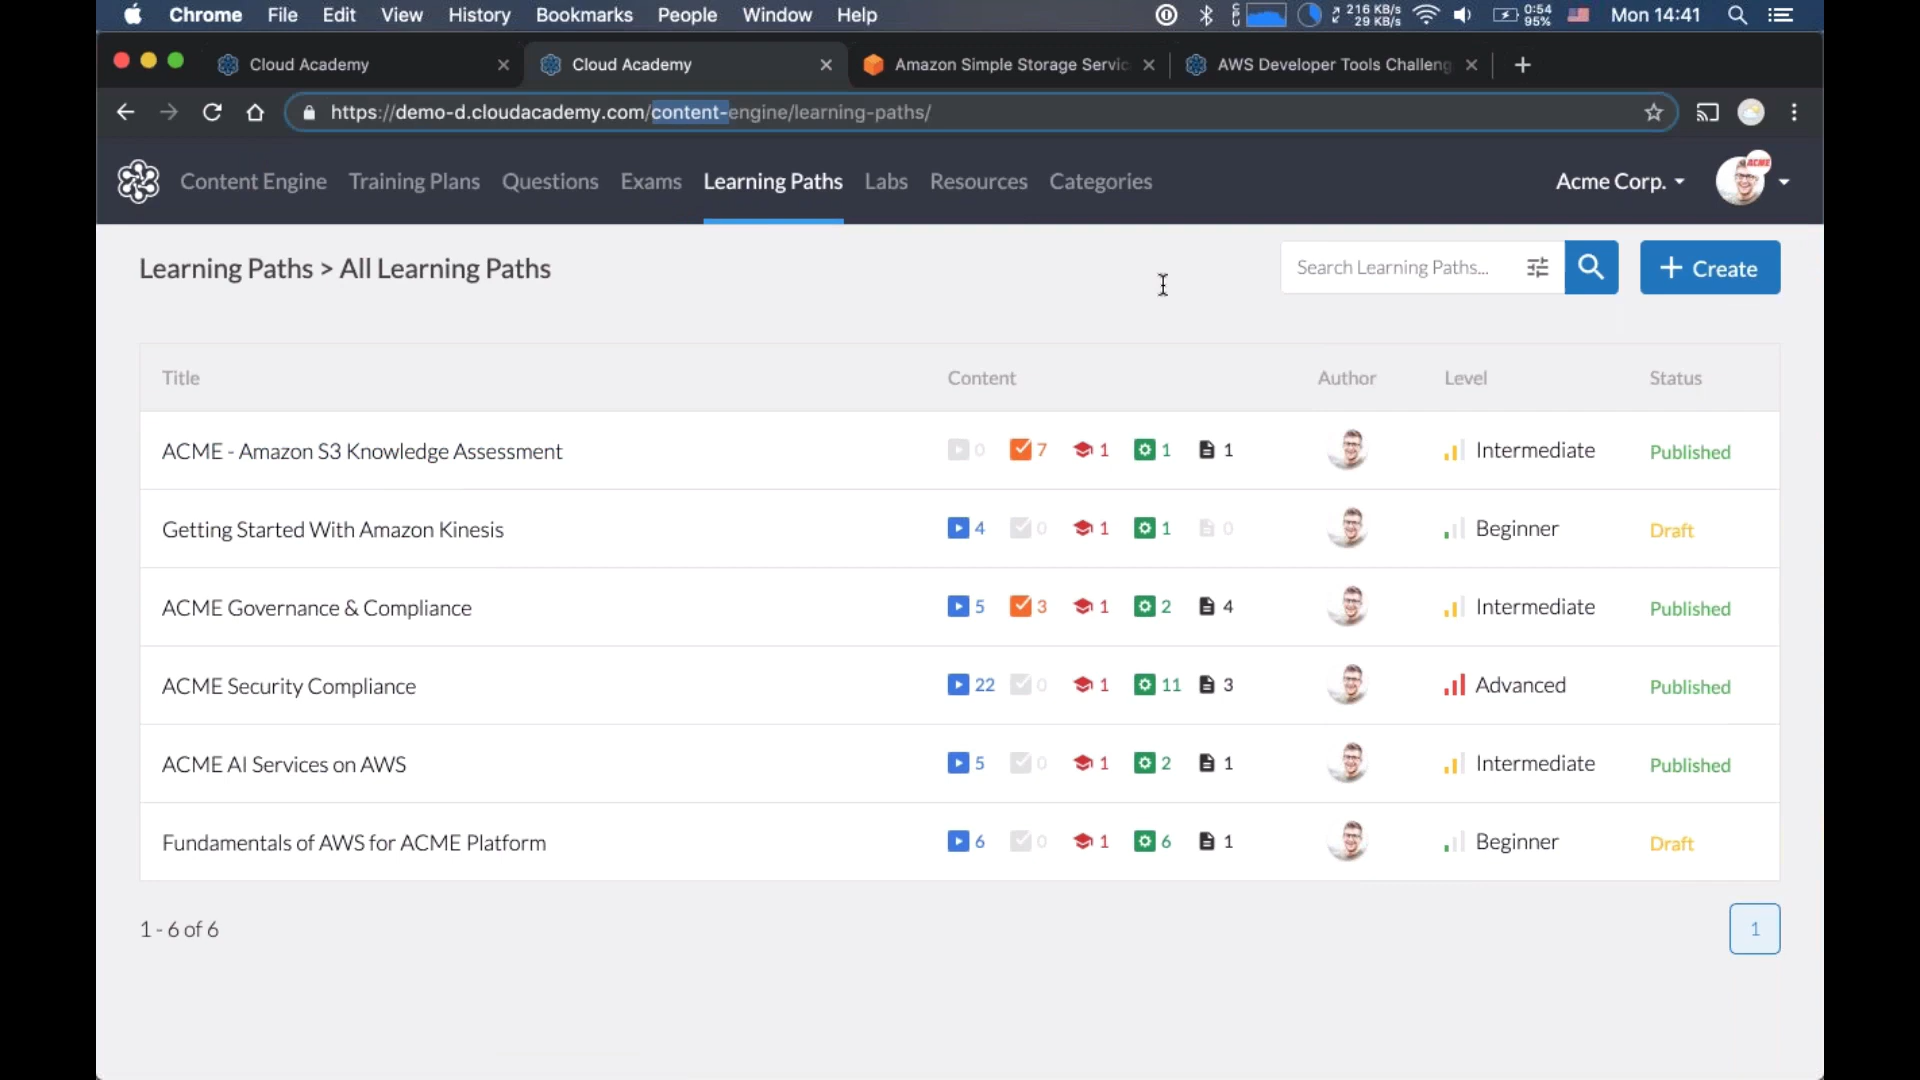 Chrome File Edit View History Bookmarks People Window Help 216 KB/s 29 KB/s 0:54 95% Mon 14:41
Cloud Academy Cloud Academy Amazon Simple Storage Servic AWS Developer Tools Challeng
https://demo-d.cloudacademy.com/content-engine/learning-paths/
Content Engine Training Plans Questions Exams Learning Paths Labs Resources Categories Acme Corp. ACME
Learning Paths > All Learning Paths Search Learning Paths... + Create
Title Content Author Level Status
ACME - Amazon S3 Knowledge Assessment 0 7 1 1 1 Intermediate Published
Getting Started With Amazon Kinesis 4 0 1 1 0 Beginner Draft
ACME Governance & Compliance 5 3 1 2 4 Intermediate Published
ACME Security Compliance 22 0 1 11 3 Advanced Published
ACME AI Services on AWS 5 0 1 2 1 Intermediate Published
Fundamentals of AWS for ACME Platform 6 0 1 6 1 Beginner Draft
1 - 6 of 6 1